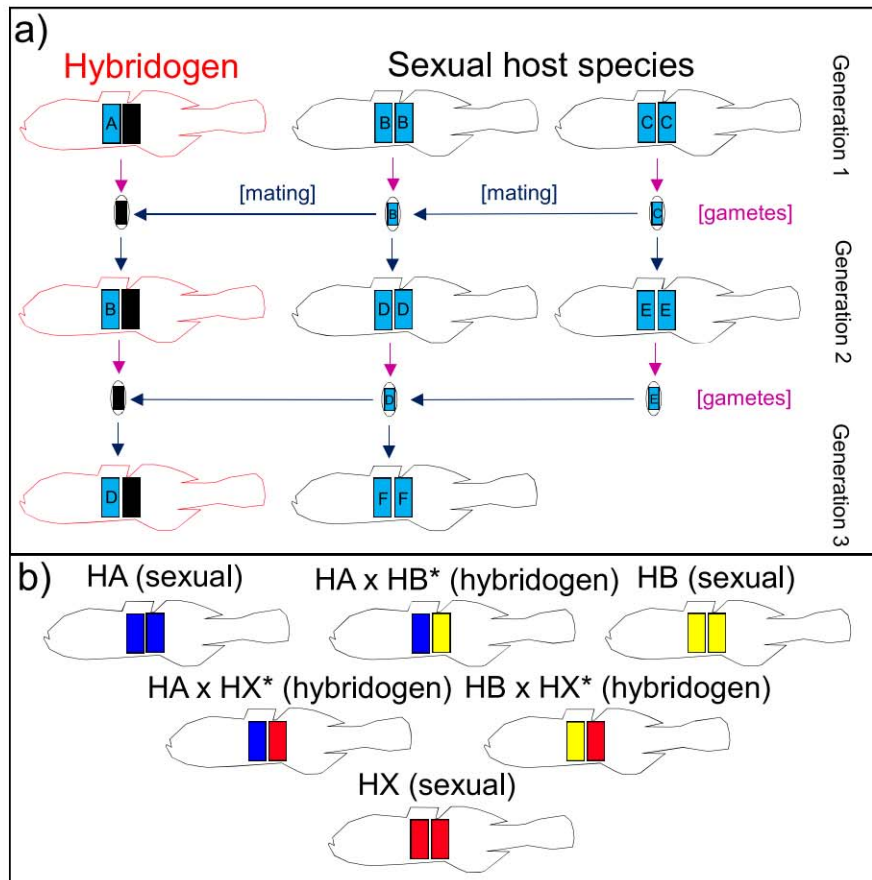 a)
Hybridogen
Sexual host species
Generation 1
A
B B
C C
[mating]
[mating]
B
C
[gametes]
Generation 2
B
D D
E E
D
E
[gametes]
Generation 3
D
F F
b)
HA (sexual)
HA x HB* (hybridogen)
HB (sexual)
HA x HX* (hybridogen)
HB x HX* (hybridogen)
HX (sexual)